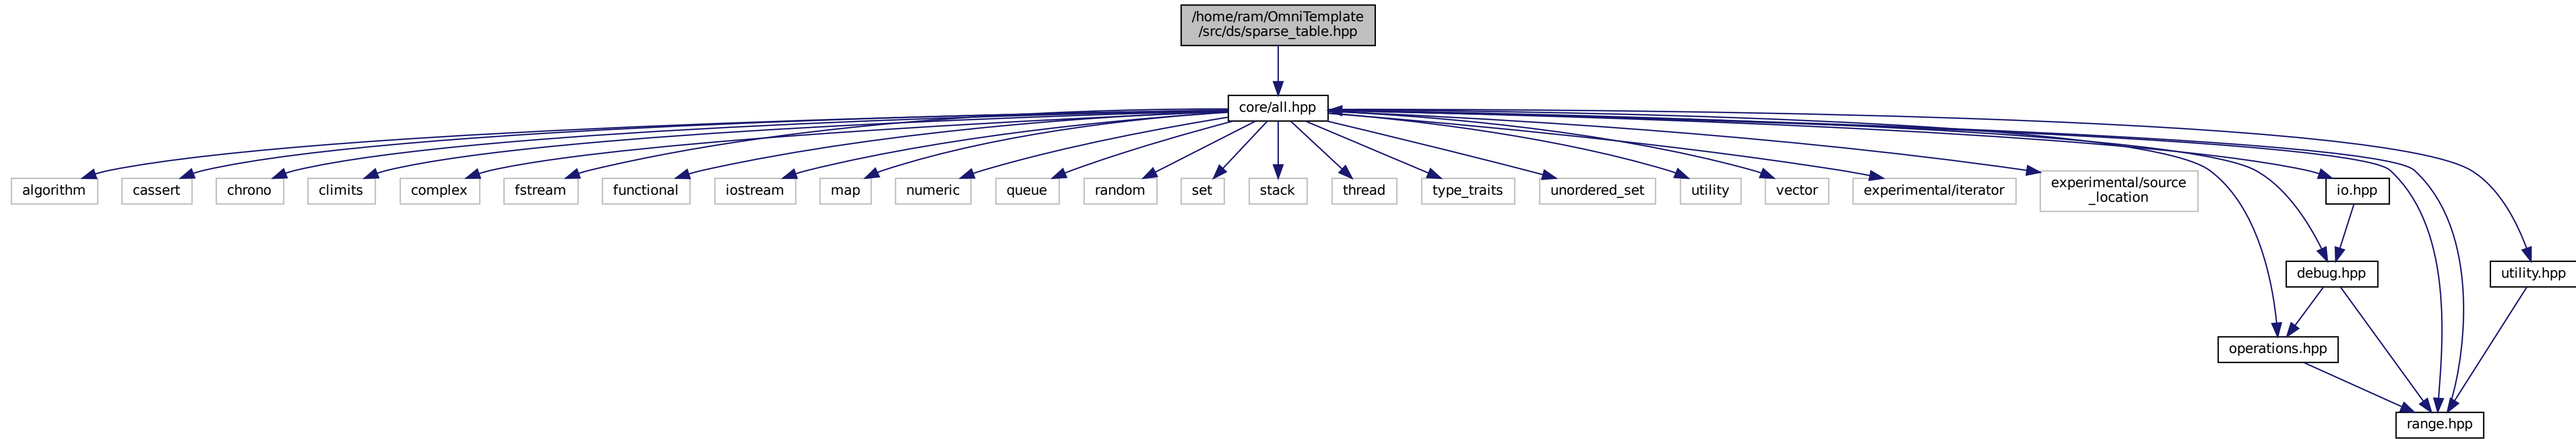 /home/ram/OmniTemplate
/src/ds/sparse_table.hpp
core/all.hpp
algorithm
cassert
chrono
climits
complex
fstream
functional
iostream
map
numeric
queue
random
set
stack
thread
type_traits
unordered_set
utility
vector
experimental/iterator
experimental/source
_location
io.hpp
debug.hpp
utility.hpp
operations.hpp
range.hpp